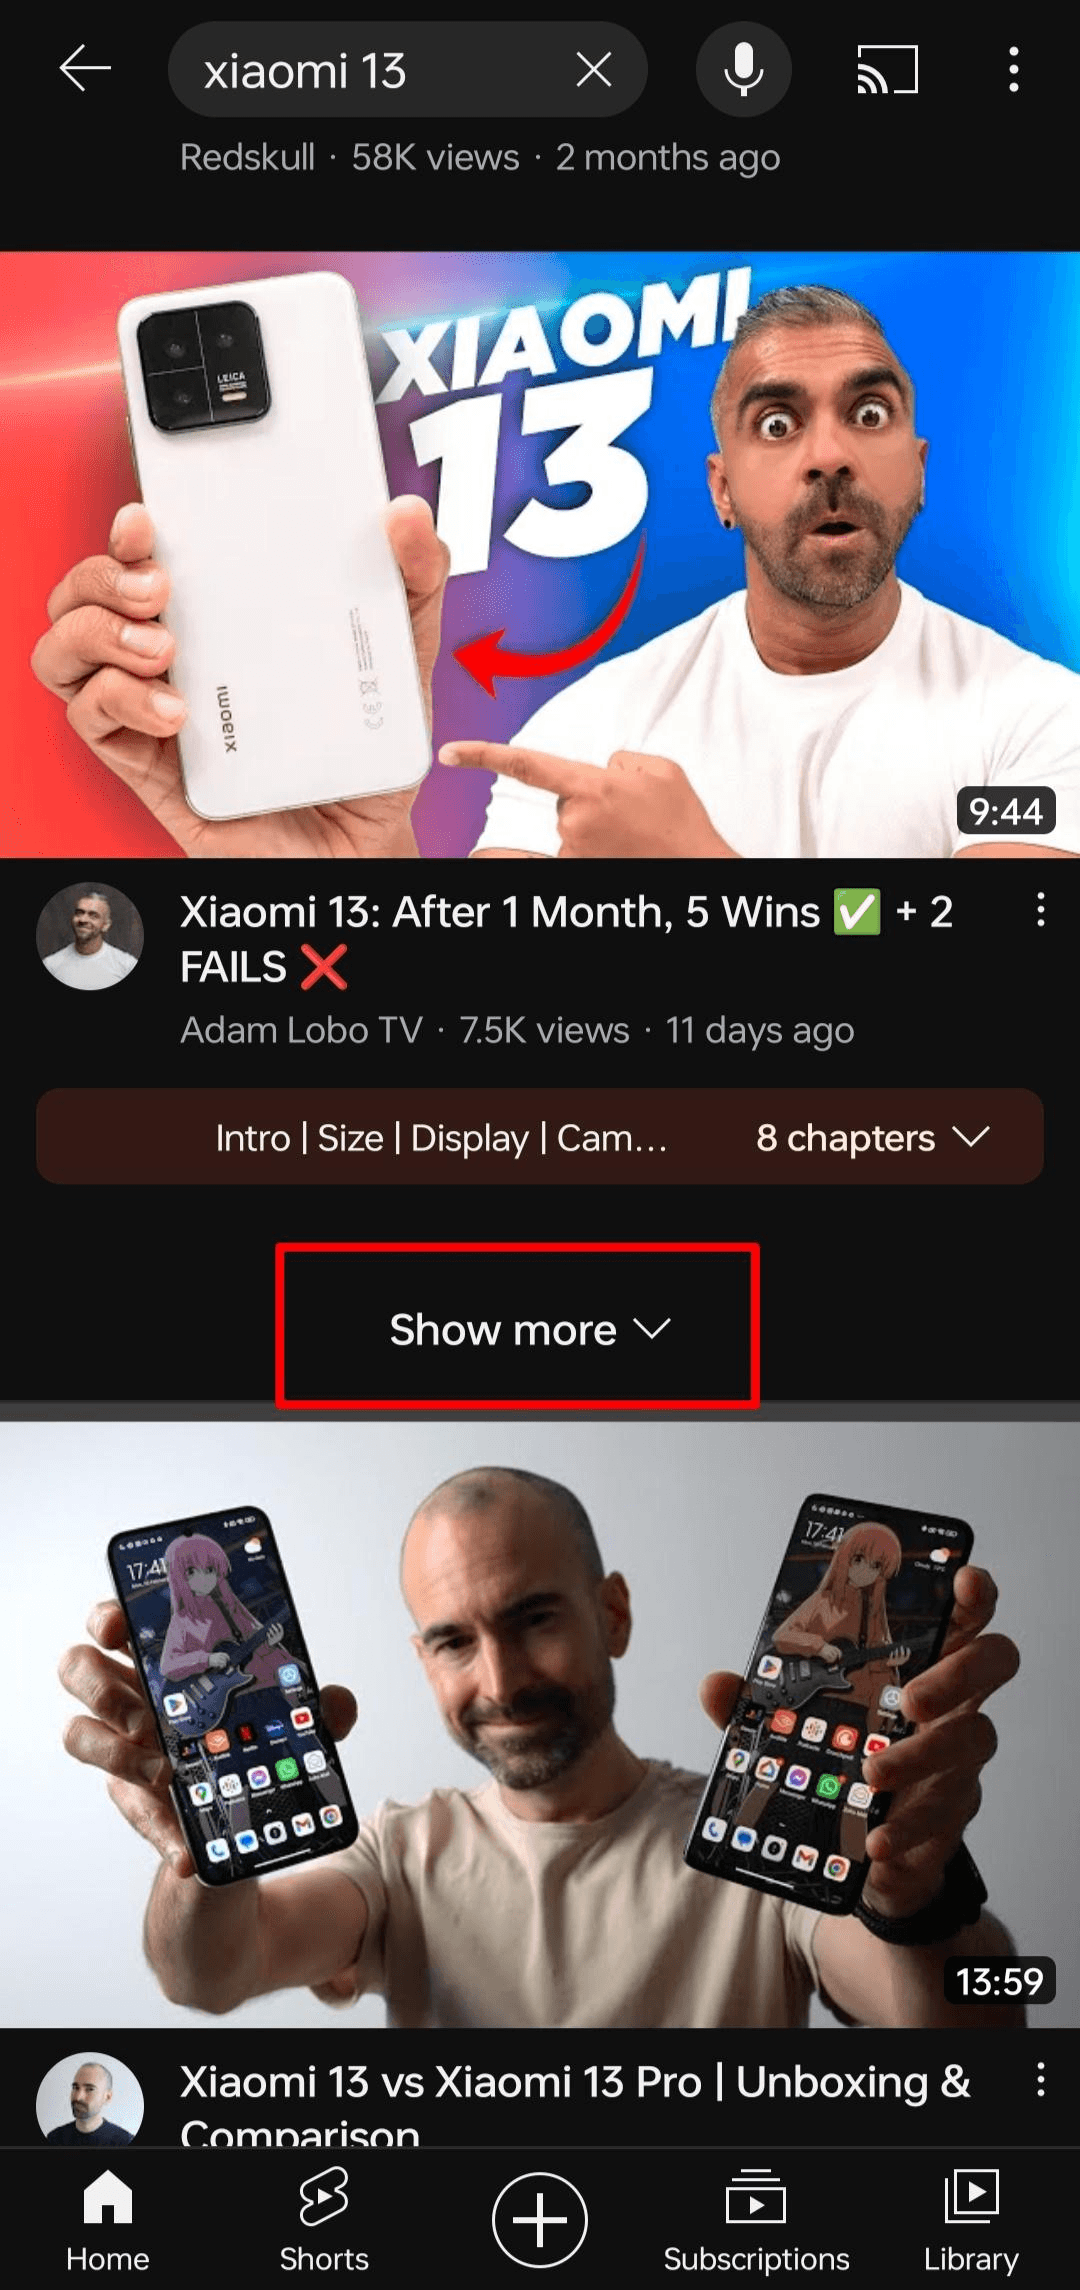 xiaomi 13
Redskull · 58K views · 2 months ago
XIAOMI
13
LEICA
xiaomi
9:44
Xiaomi 13: After 1 Month, 5 Wins ✅ + 2
FAILS ❌
Adam Lobo TV · 7.5K views · 11 days ago
Intro | Size | Display | Cam...
8 chapters
Show more
17:41
17:41
13:59
Xiaomi 13 vs Xiaomi 13 Pro | Unboxing &
Comparison
Home
Shorts
Subscriptions
Library